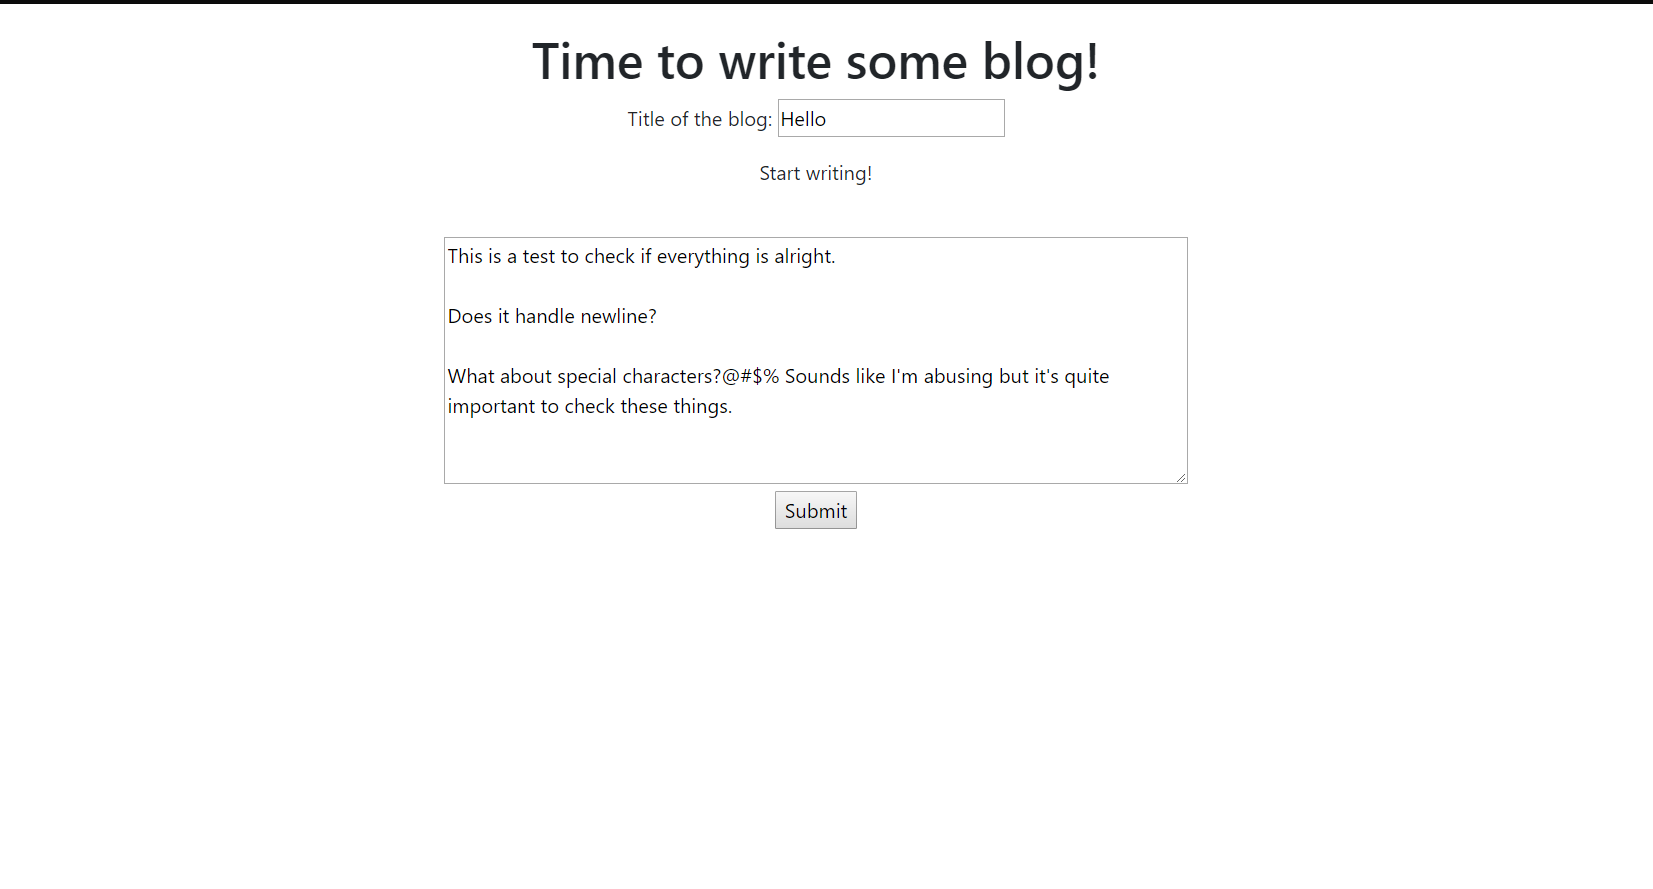 Time to write some blog!
Title of the blog: Hello
Start writing!
This is a test to check if everything is alright.
Does it handle newline?
What about special characters?@#$% Sounds like I'm abusing but it's quite
important to check these things.
Submit